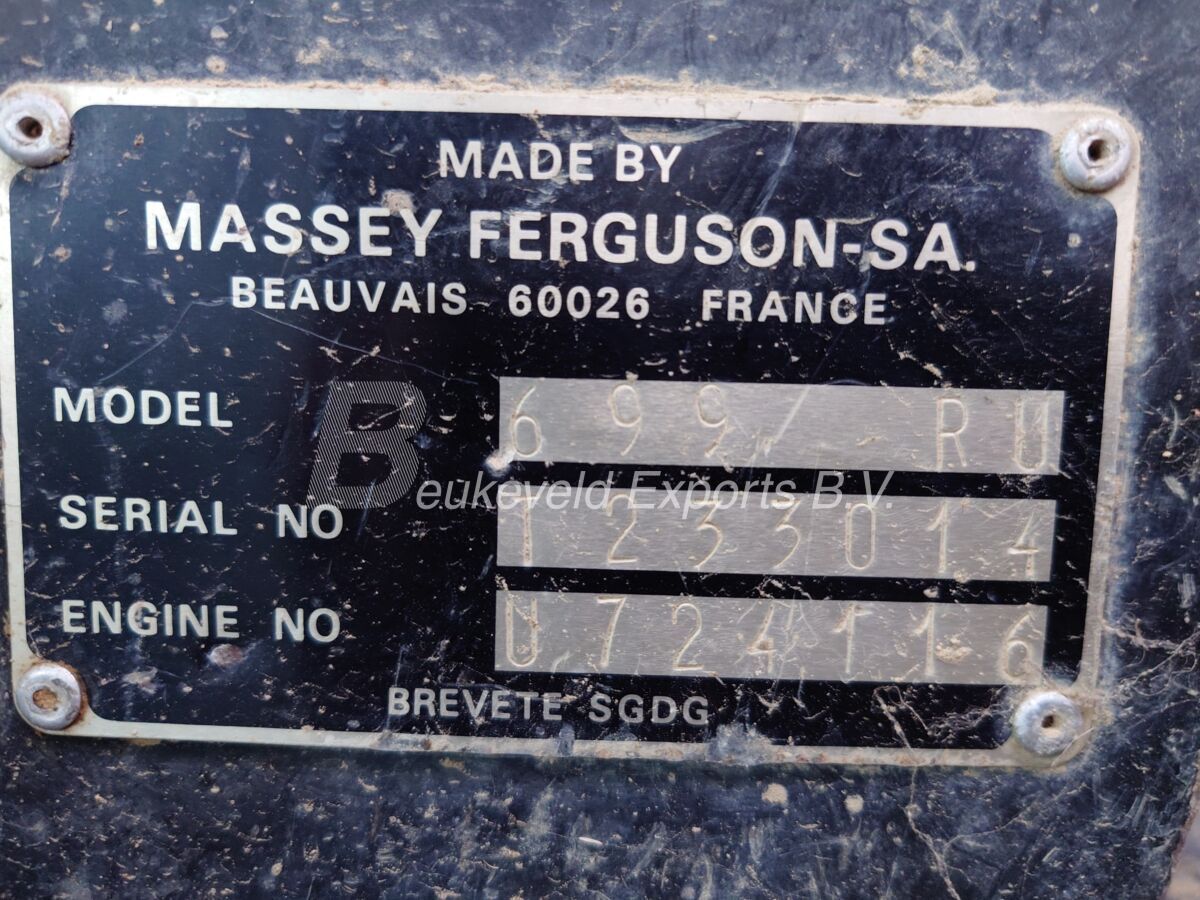 MADE BY
MASSEY FERGUSON-SA.
BEAUVAIS 60026 FRANCE
MODEL 699/ - RU
Beukeveld Exports B.V.
SERIAL NO 1233014
ENGINE NO U724116
BREVETE SGDG